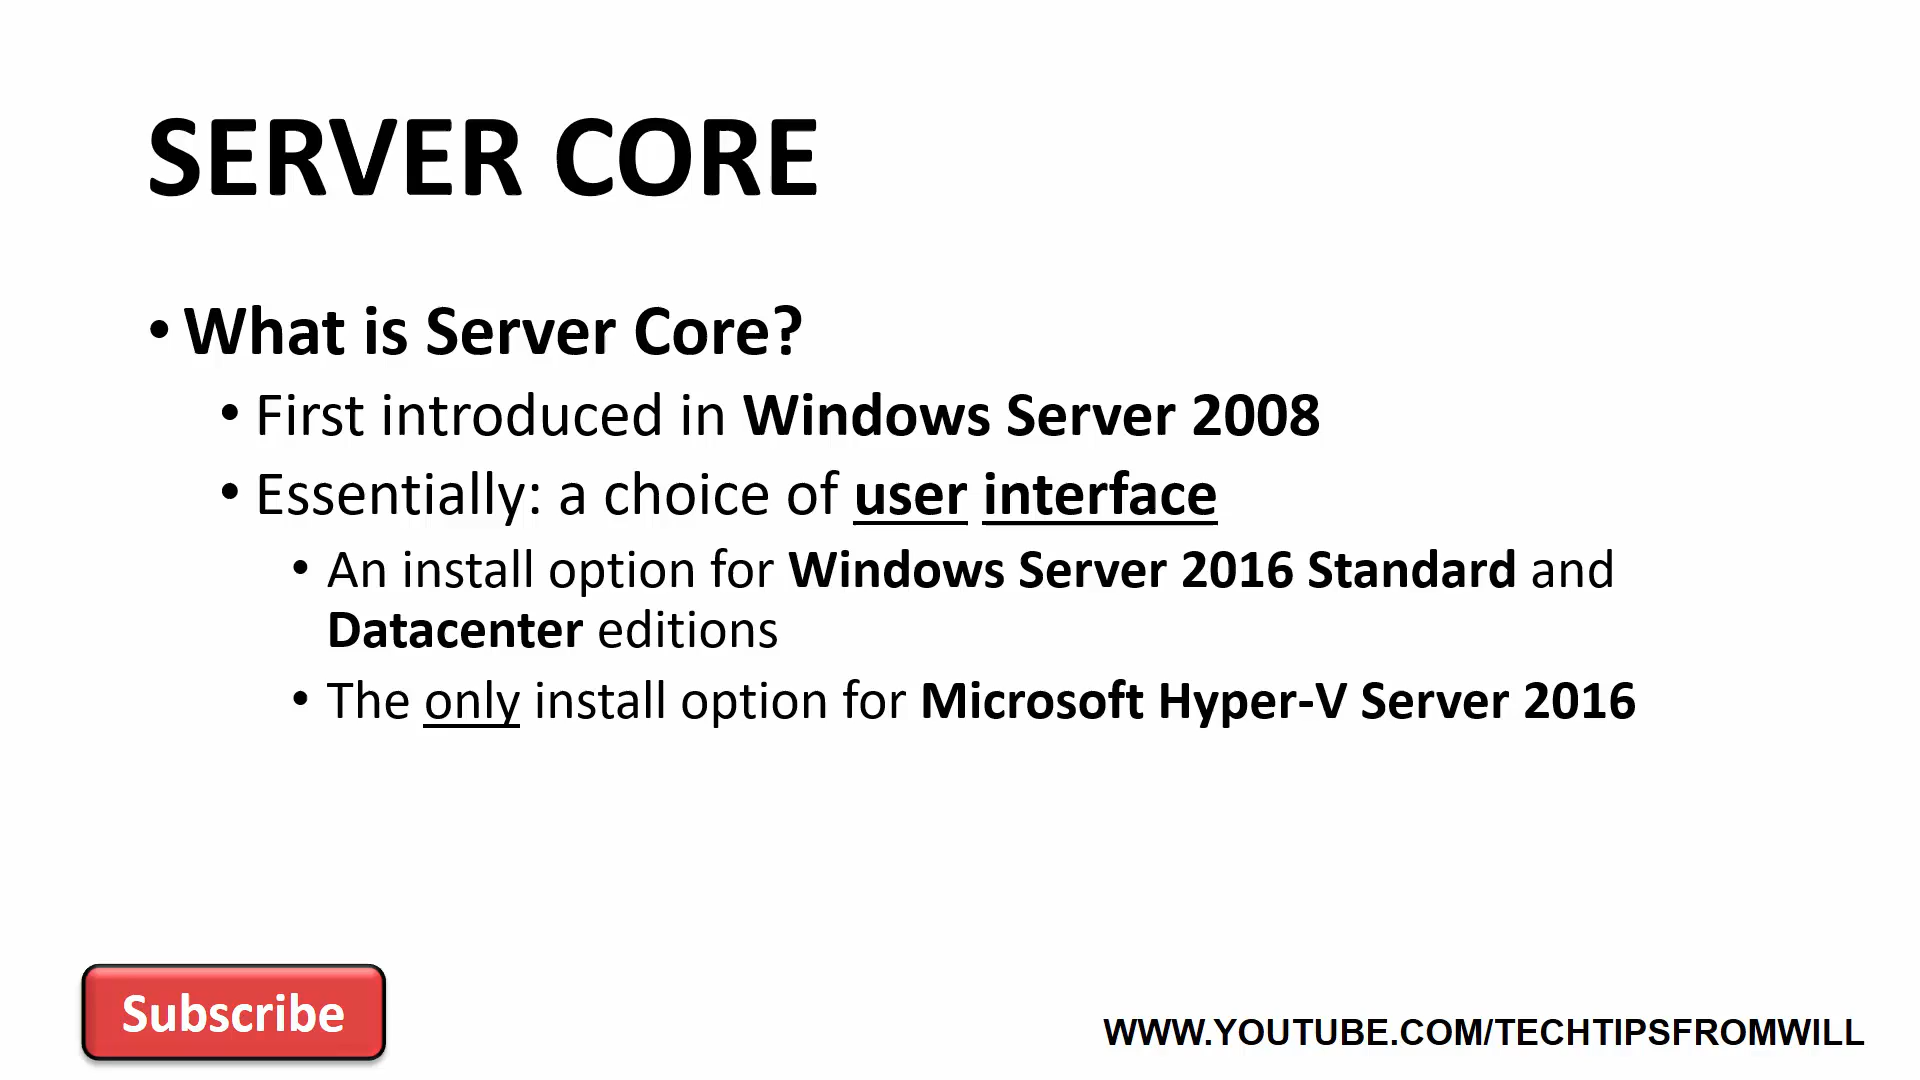 SERVER CORE
• What is Server Core?
• First introduced in Windows Server 2008
• Essentially: a choice of user interface
• An install option for Windows Server 2016 Standard and
Datacenter editions
• The only install option for Microsoft Hyper-V Server 2016
Subscribe
WWW.YOUTUBE.COM/TECHTIPSFROMWILL